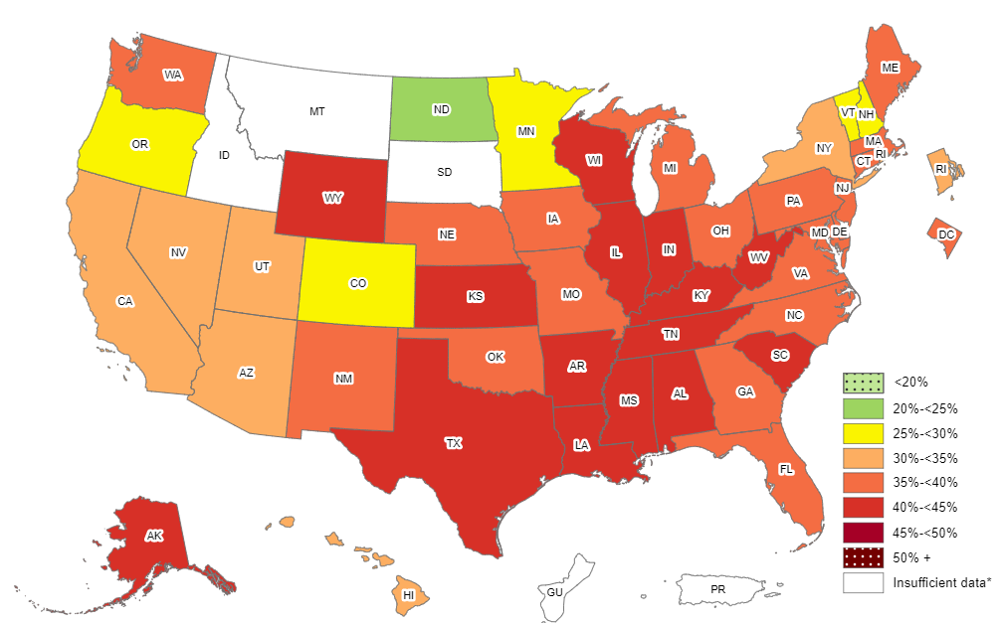 ME
WA
MT
ND
VT
NH
MN
OR
NY
MA
RI
ID
WI
CT
SD
MI
RI
NJ
WY
PA
IA
OH
MD
DE
DC
NE
NV
IL
IN
WV
UT
VA
CO
MO
KY
KS
CA
NC
TN
OK
SC
AZ
NM
AR
GA
MS
AL
TX
LA
FL
AK
HI
GU
PR
<20%
20%-<25%
25%-<30%
30%-<35%
35%-<40%
40%-<45%
45%-<50%
50% +
Insufficient data*